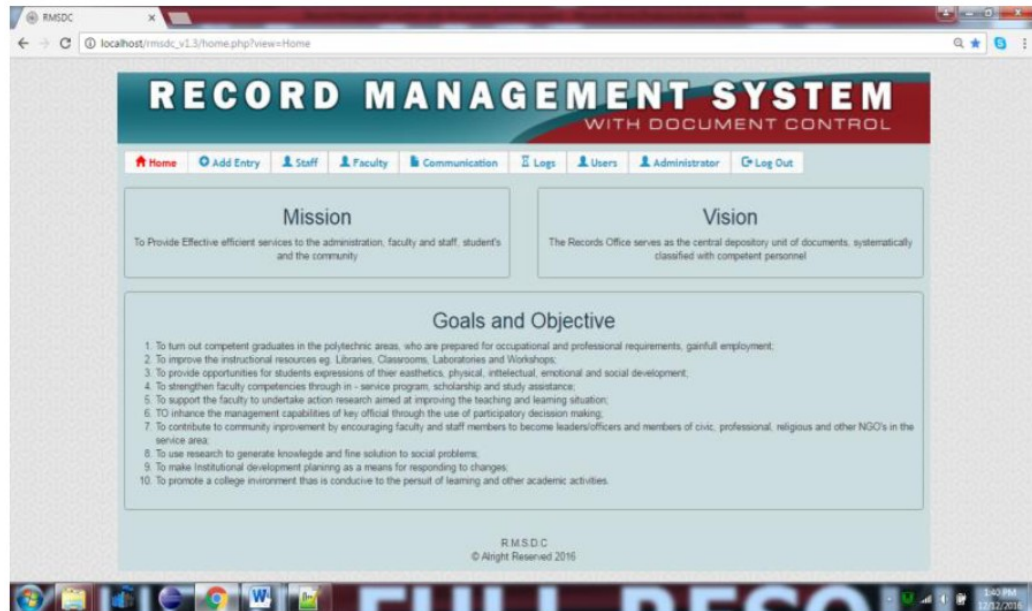 RMSDC
localhost/rmsdc_v1.3/home.php?view=Home
RECORD MANAGEMENT SYSTEM
WITH DOCUMENT CONTROL
Home Add Entry Staff Faculty Communication Logs Users Administrator Log Out
Mission
To Provide Effective efficient services to the administration, faculty and staff, student's
and the community
Vision
The Records Office serves as the central depository unit of documents, systematically
classified with competent personnel
Goals and Objective
1. To turn out competent graduates in the polytechnic areas, who are prepared for occupational and professional requirements, gainfull employment;
2. To improve the instructional resources eg. Libraries, Classrooms, Laboratories and Workshops;
3. To provide opportunities for students expressions of thier easthetics, physical, inttelectual, emotional and social development;
4. To strengthen faculty competencies through in - service program, scholarship and study assistance;
5. To support the faculty to undertake action research aimed at improving the teaching and learning situation;
6. TO inhance the management capabilities of key official through the use of participatory decission making;
7. To contribute to community inprovement by encouraging faculty and staff members to become leaders/officers and members of civic, professional, religious and other NGO's in the
service area;
8. To use research to generate knowlegde and fine solution to social problems;
9. To make Institutional development planinng as a means for responding to changes;
10. To promote a college invironment thas is conducive to the persuit of learning and other academic activities.
R.M.S.D.C
© Alright Reserved 2016
1:40 PM
12/12/2016